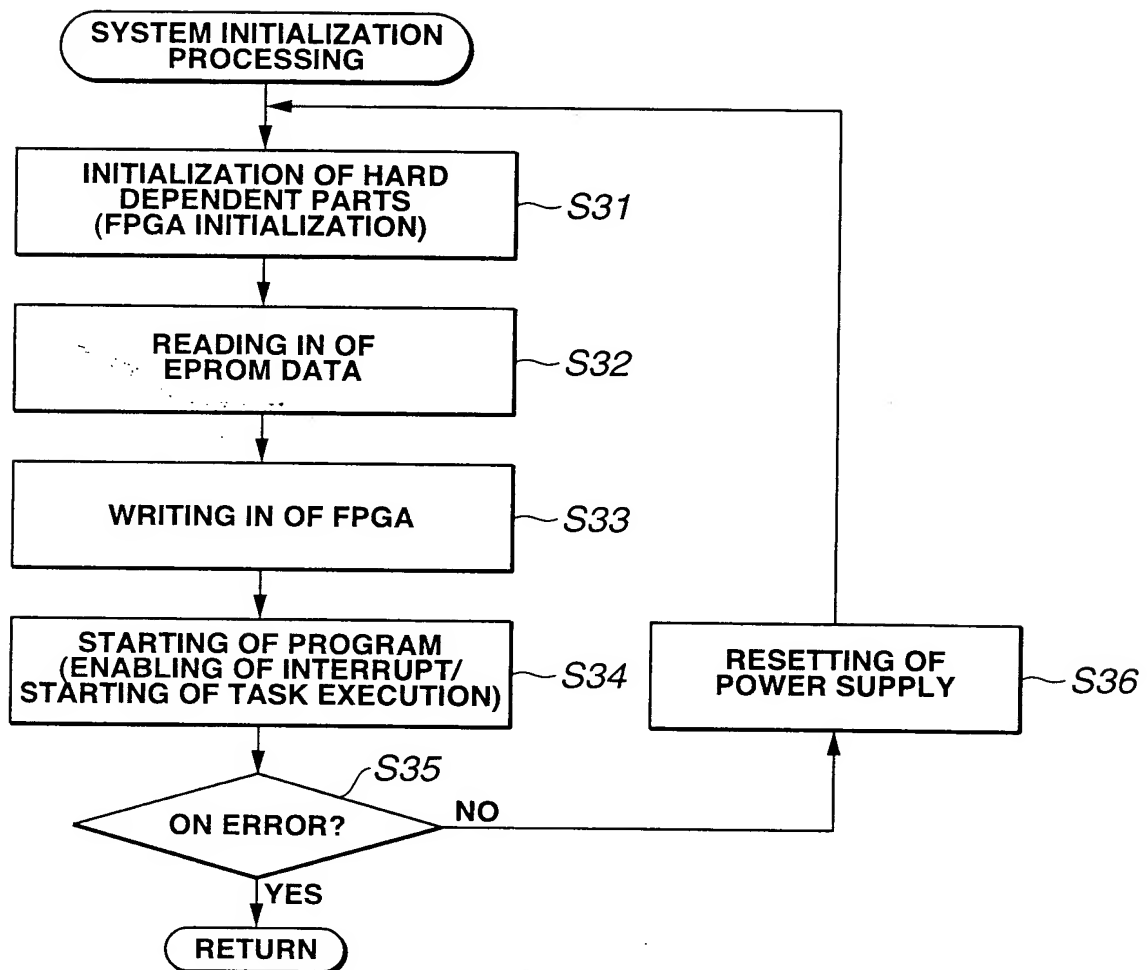 SYSTEM INITIALIZATION
PROCESSING
INITIALIZATION OF HARD
DEPENDENT PARTS
(FPGA INITIALIZATION)
S31
READING IN OF
EPROM DATA
S32
WRITING IN OF FPGA
S33
STARTING OF PROGRAM
(ENABLING OF INTERRUPT/
STARTING OF TASK EXECUTION)
S34
RESETTING OF
POWER SUPPLY
S36
S35
ON ERROR?
NO
YES
RETURN